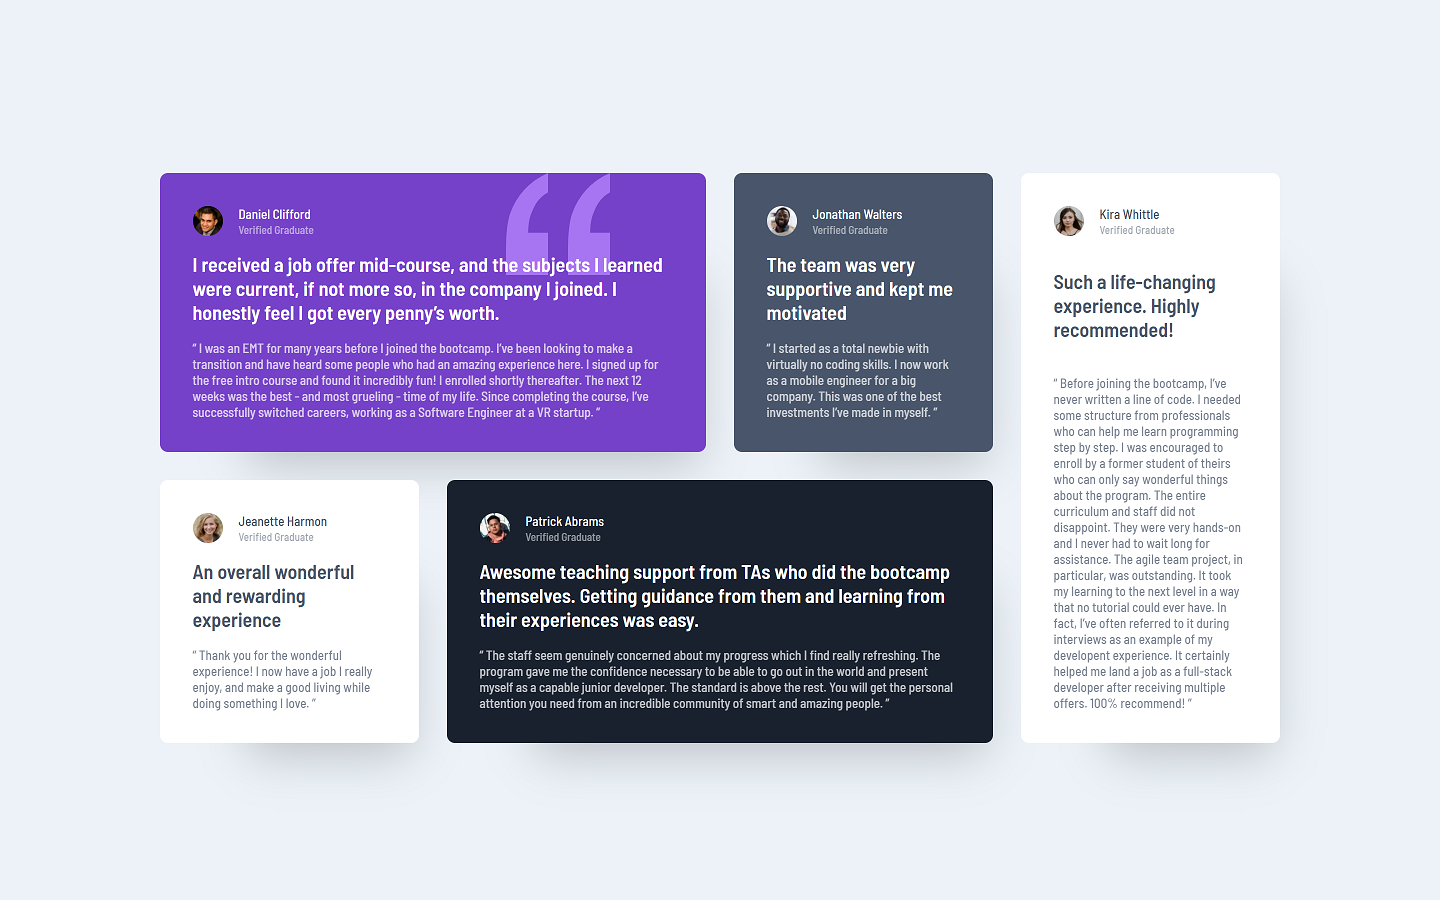 Daniel Clifford
Verified Graduate
I received a job offer mid-course, and the subjects I learned
were current, if not more so, in the company I joined. I
honestly feel I got every penny’s worth.
“ I was an EMT for many years before I joined the bootcamp. I’ve been looking to make a
transition and have heard some people who had an amazing experience here. I signed up for
the free intro course and found it incredibly fun! I enrolled shortly thereafter. The next 12
weeks was the best - and most grueling - time of my life. Since completing the course, I’ve
successfully switched careers, working as a Software Engineer at a VR startup. ”
Jonathan Walters
Verified Graduate
The team was very
supportive and kept me
motivated
“ I started as a total newbie with
virtually no coding skills. I now work
as a mobile engineer for a big
company. This was one of the best
investments I’ve made in myself. ”
Kira Whittle
Verified Graduate
Such a life-changing
experience. Highly
recommended!
“ Before joining the bootcamp, I’ve
never written a line of code. I needed
some structure from professionals
who can help me learn programming
step by step. I was encouraged to
enroll by a former student of theirs
who can only say wonderful things
about the program. The entire
curriculum and staff did not
disappoint. They were very hands-on
and I never had to wait long for
assistance. The agile team project, in
particular, was outstanding. It took
my learning to the next level in a way
that no tutorial could ever have. In
fact, I’ve often referred to it during
interviews as an example of my
developent experience. It certainly
helped me land a job as a full-stack
developer after receiving multiple
offers. 100% recommend! ”
Jeanette Harmon
Verified Graduate
An overall wonderful
and rewarding
experience
“ Thank you for the wonderful
experience! I now have a job I really
enjoy, and make a good living while
doing something I love. ”
Patrick Abrams
Verified Graduate
Awesome teaching support from TAs who did the bootcamp
themselves. Getting guidance from them and learning from
their experiences was easy.
“ The staff seem genuinely concerned about my progress which I find really refreshing. The
program gave me the confidence necessary to be able to go out in the world and present
myself as a capable junior developer. The standard is above the rest. You will get the personal
attention you need from an incredible community of smart and amazing people. ”